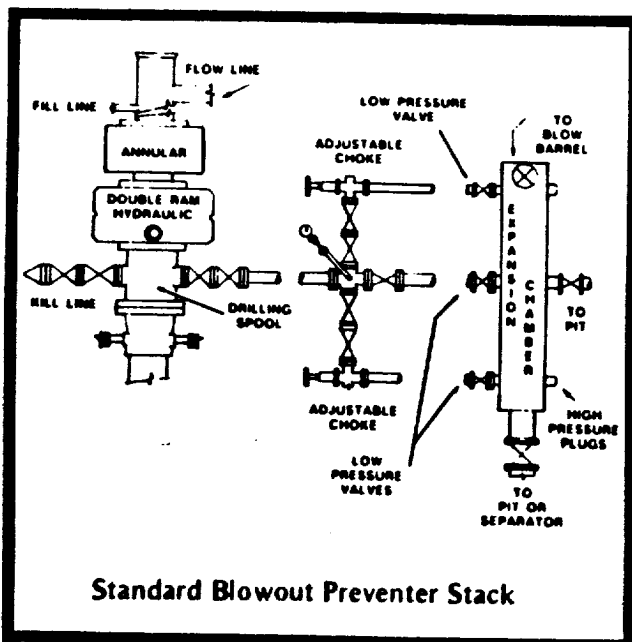 FLOW LINE
FILL LINE
ANNULAR
DOUBLE RAM
HYDRAULIC
KILL LINE
DRILLING
SPOOL
ADJUSTABLE
CHOKE
ADJUSTABLE
CHOKE
LOW PRESSURE
VALVE
TO
BLOW
BARREL
EXPANSION
CHAMBER
TO
PIT
HIGH
PRESSURE
PLUGS
LOW
PRESSURE
VALVES
TO
PIT OR
SEPARATOR
Standard Blowout Preventer Stack